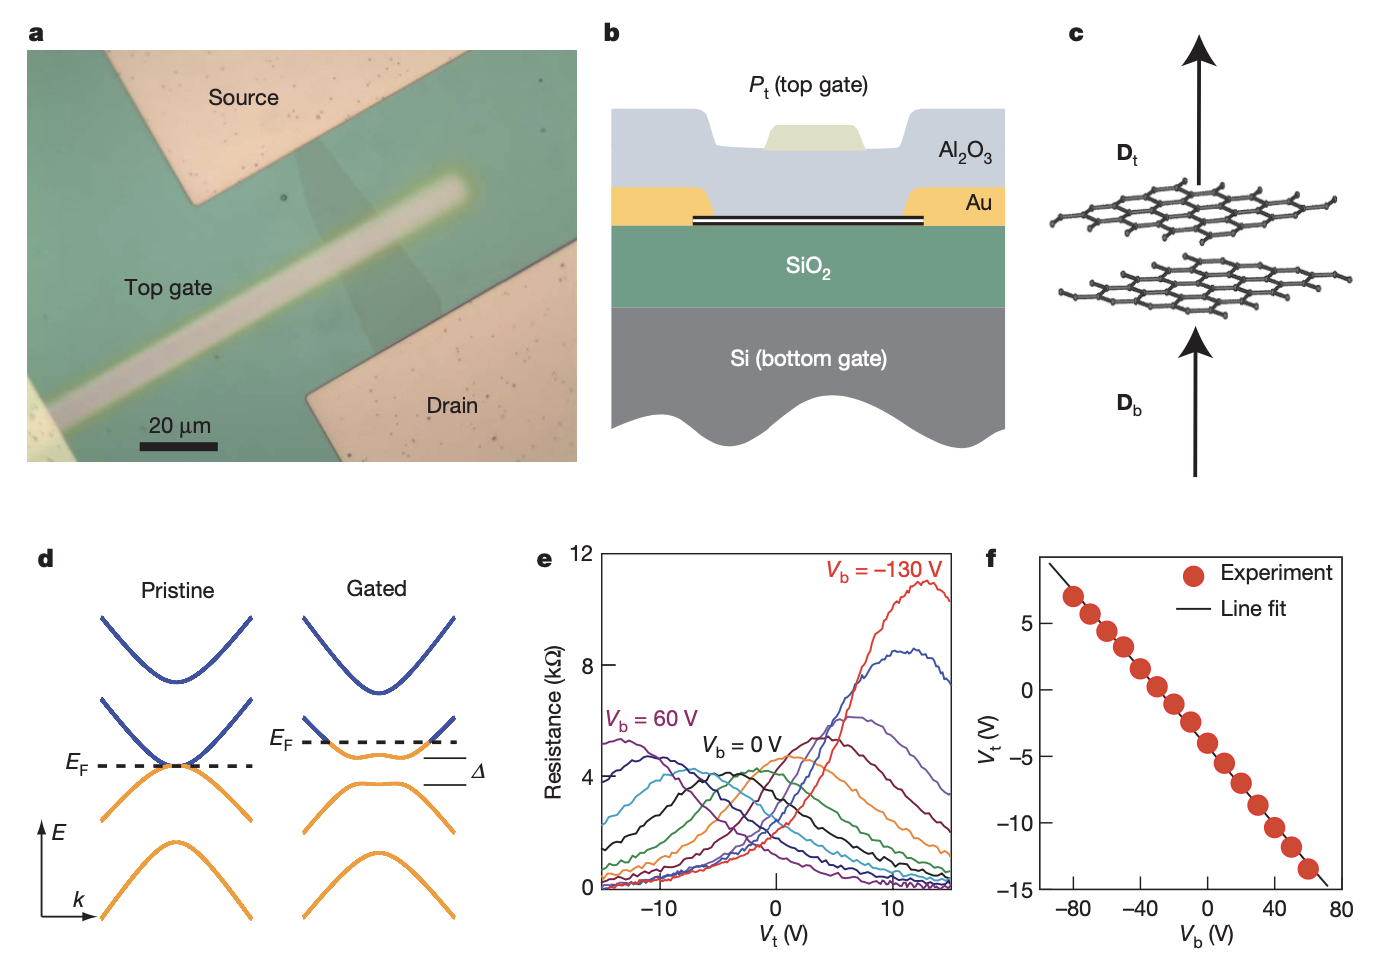 a
Source
Top gate
Drain
20 μm
b
Pt (top gate)
Al2O3
Au
SiO2
Si (bottom gate)
c
Dt
Db
d
Pristine
Gated
EF
EF
Δ
E
k
e
Resistance (kΩ)
12
8
4
0
Vb = −130 V
Vb = 60 V
Vb = 0 V
−10 0 10
Vt (V)
f
Experiment
Line fit
Vt (V)
5
0
−5
−10
−15
−80 −40 0 40 80
Vb (V)